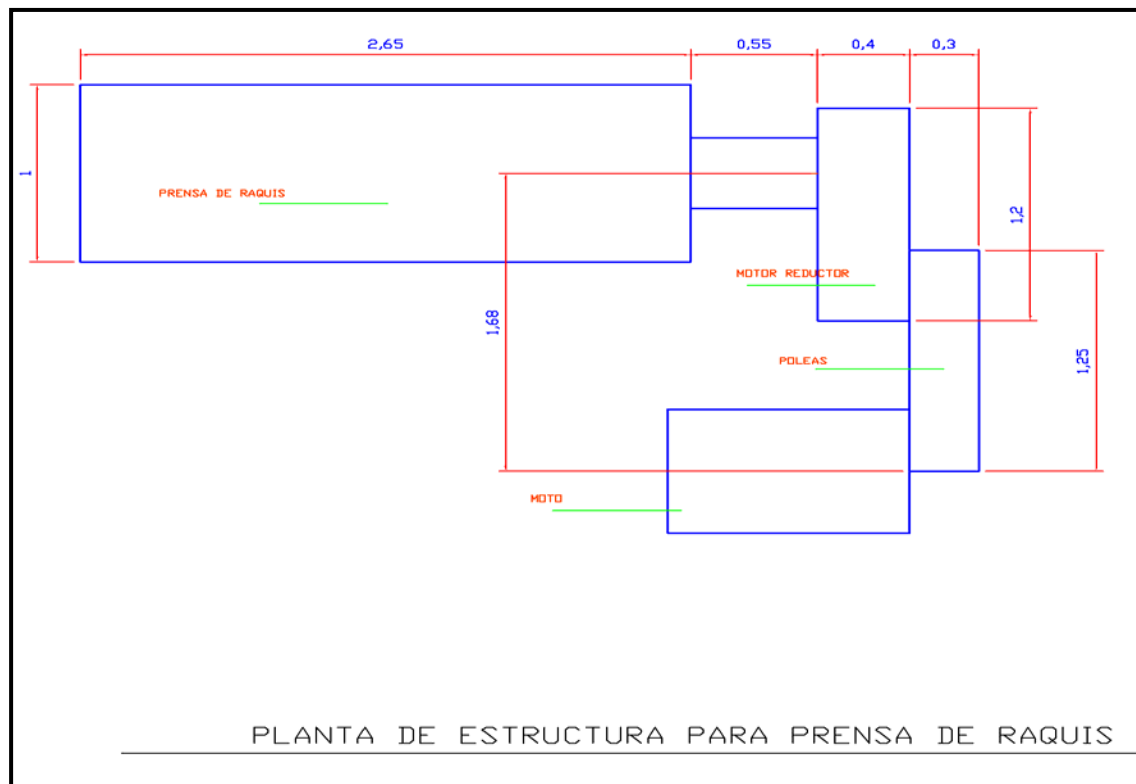 2,65
0,55
0,4
0,3
1
PRENSA DE RAQUIS
1,2
MOTOR REDUCTOR
1,68
POLEAS
1,25
MOTO
PLANTA DE ESTRUCTURA PARA PRENSA DE RAQUIS